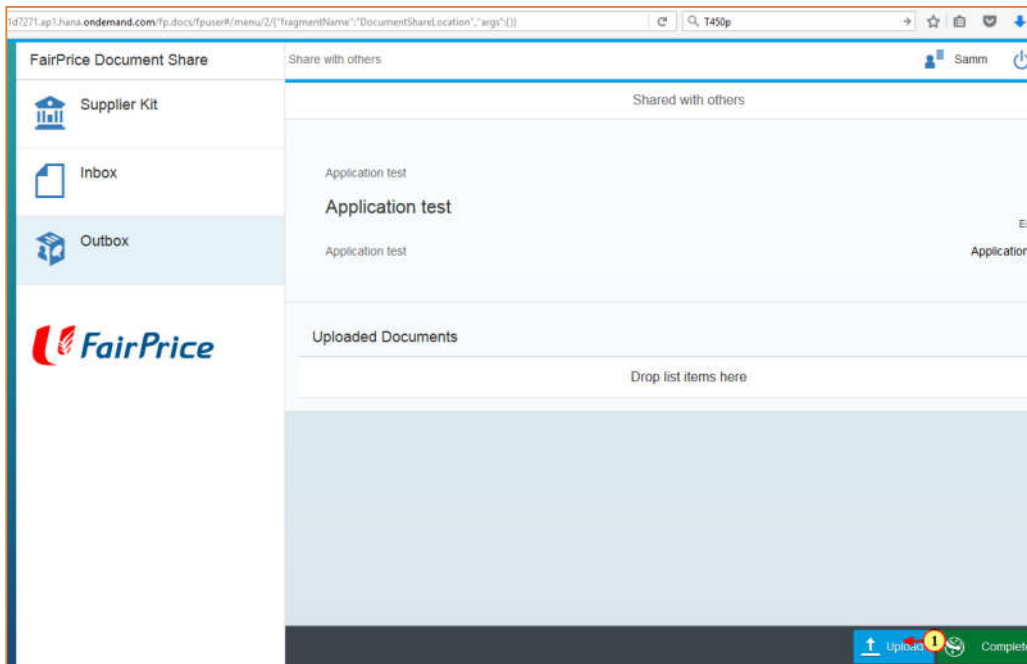 1d7271.ap1.hana.ondemand.com/fp.docs/fpuser#/menu/2/{"fragmentName":"DocumentShareLocation","args":{}}
T450p
FairPrice Document Share
Share with others
Samm
Supplier Kit
Shared with others
Inbox
Application test
Application test
Outbox
Application test
Application
FairPrice
Uploaded Documents
Drop list items here
Upload
1
Complete